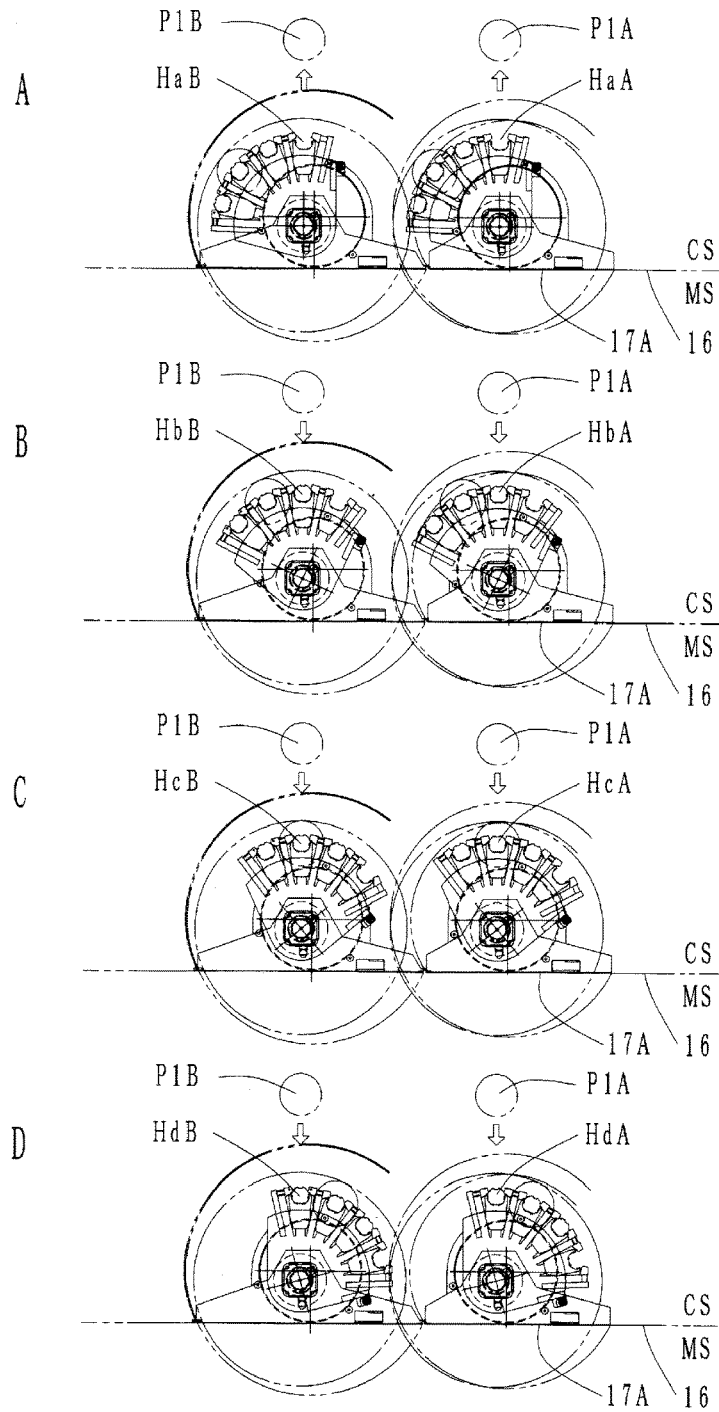 P1B P1A
A HaB HaA
CS
MS
17A 16
P1B P1A
B HbB HbA
CS
MS
17A 16
P1B P1A
C HcB HcA
CS
MS
17A 16
P1B P1A
D HdB HdA
CS
MS
17A 16